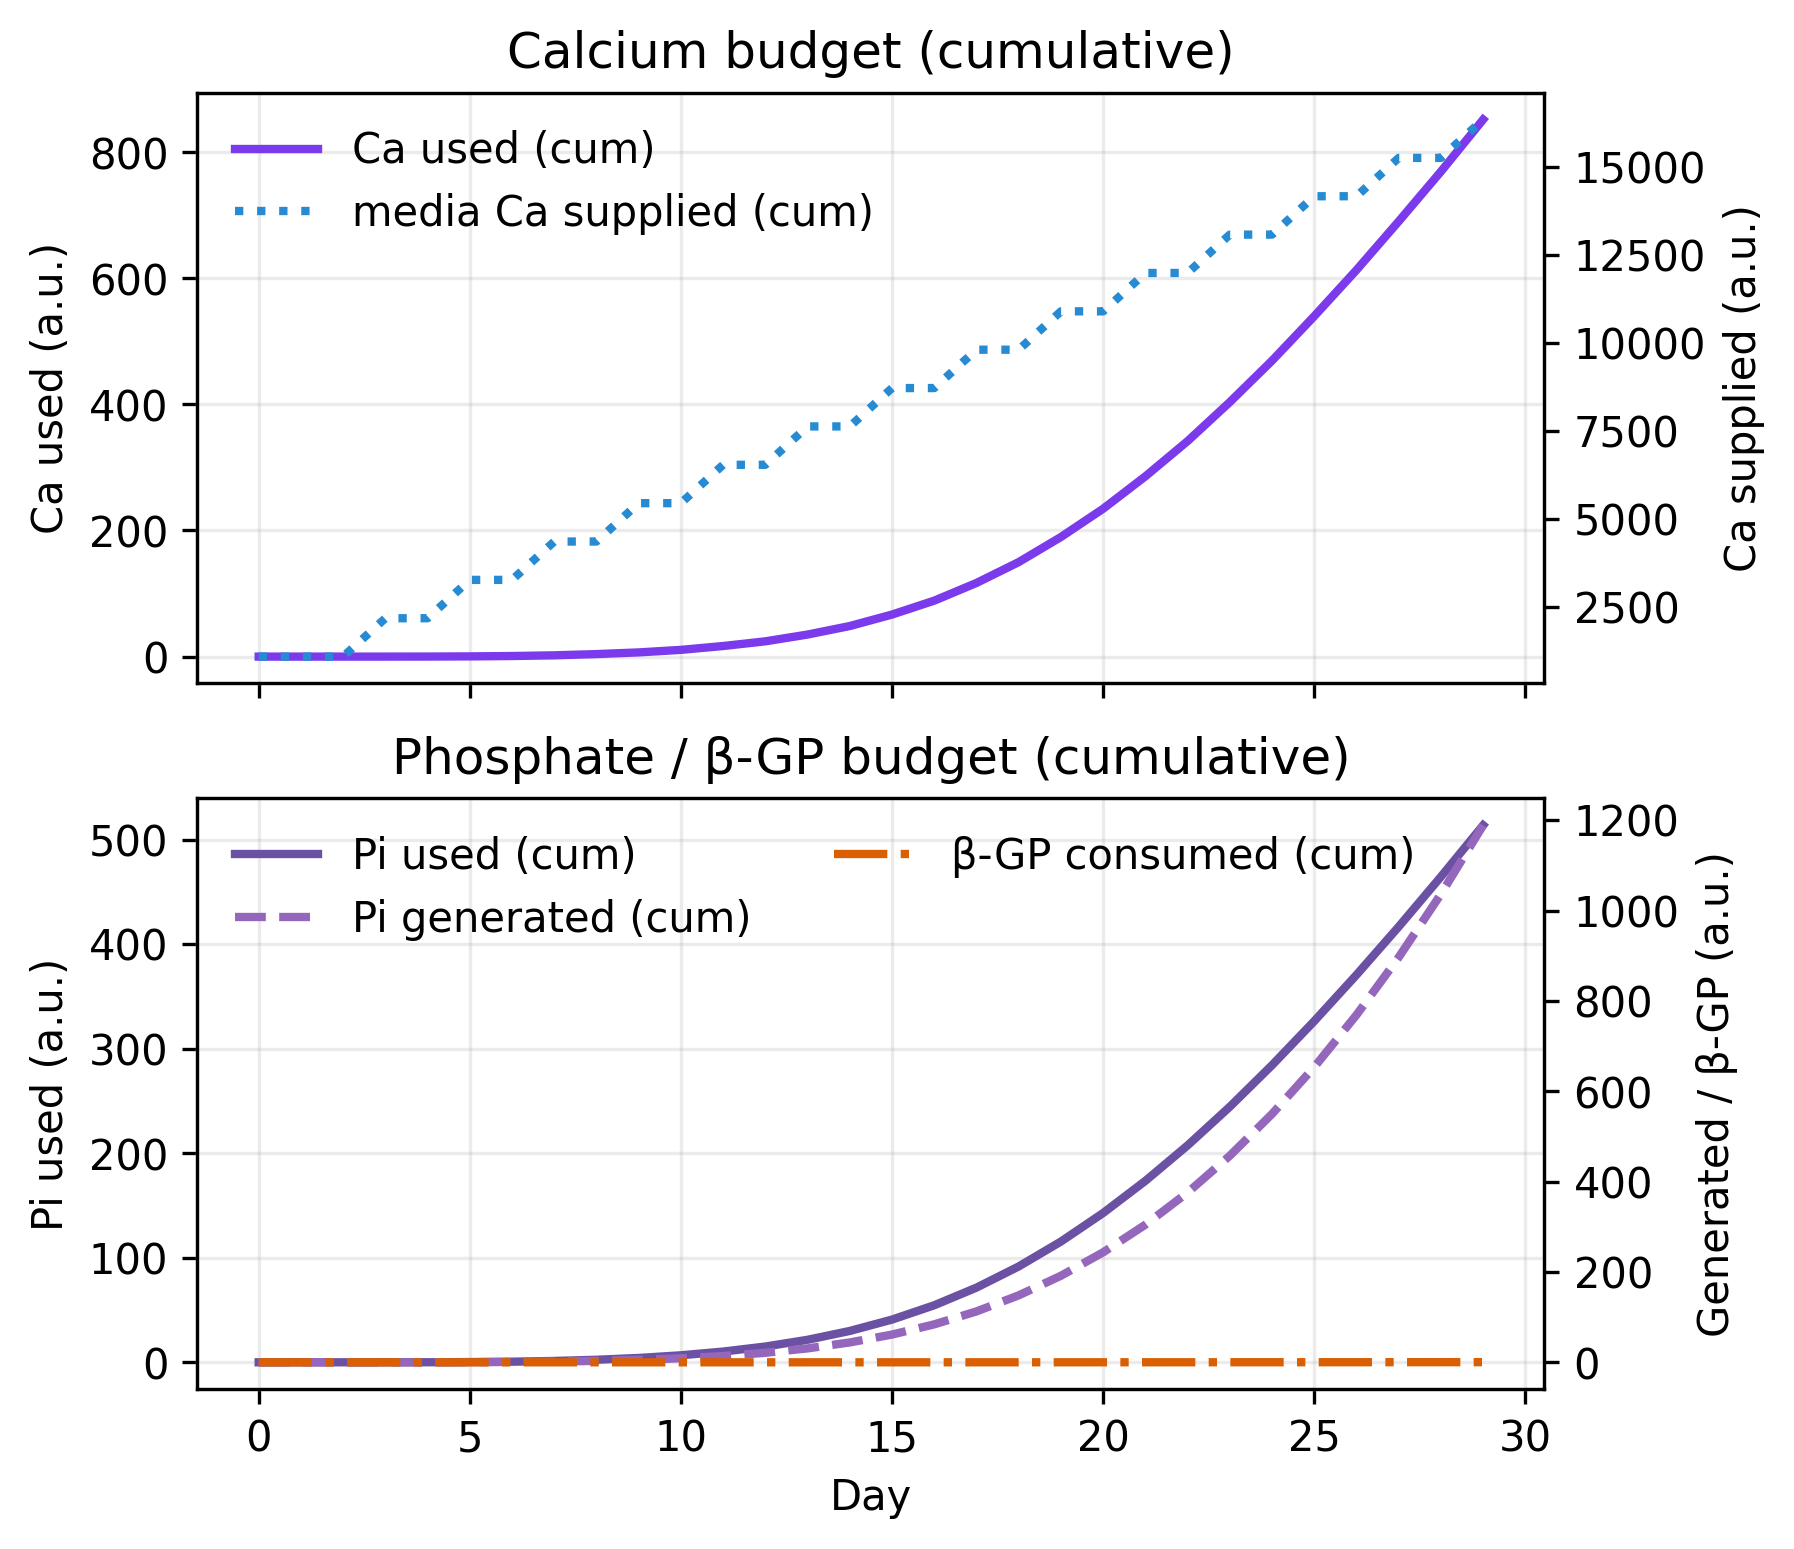 Calcium budget (cumulative)
Ca used (cum)
media Ca supplied (cum)
800
600
400
200
0
Ca used (a.u.)
15000
12500
10000
7500
5000
2500
Ca supplied (a.u.)
Phosphate / β-GP budget (cumulative)
Pi used (cum)
Pi generated (cum)
β-GP consumed (cum)
500
400
300
200
100
0
Pi used (a.u.)
1200
1000
800
600
400
200
0
Generated / β-GP (a.u.)
0 5 10 15 20 25 30
Day